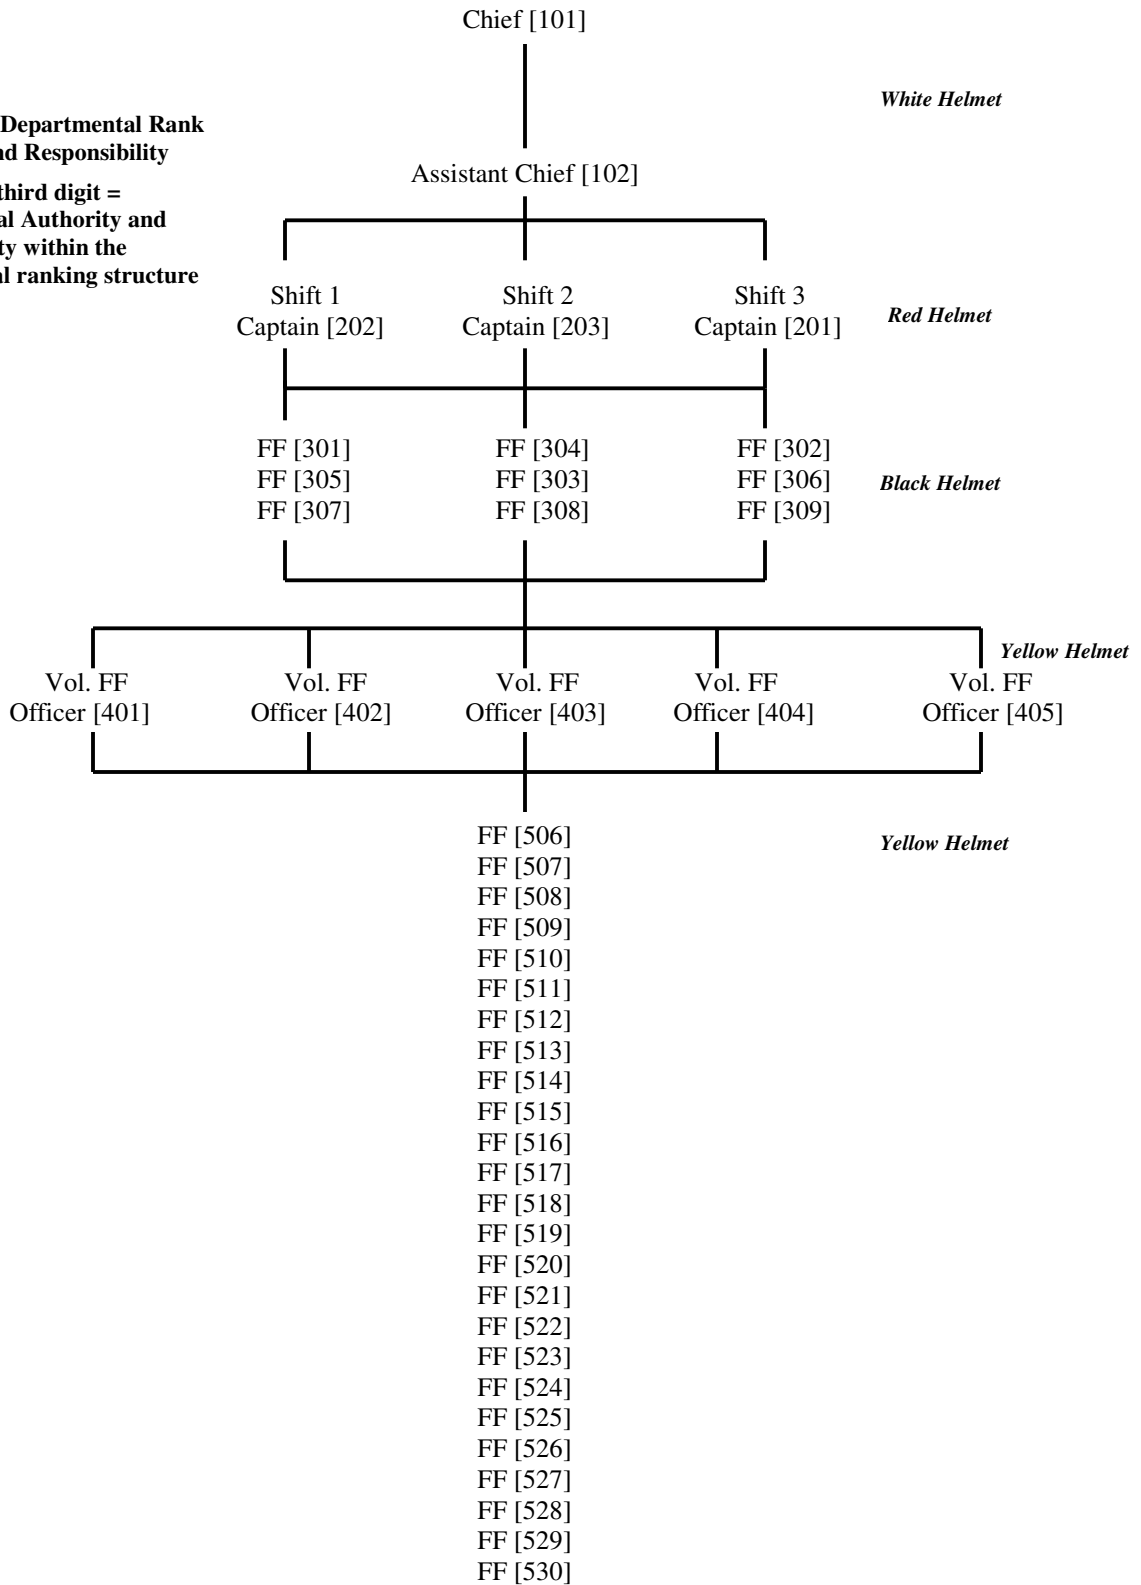 Chief [101]
White Helmet
Departmental Rank
nd Responsibility
third digit =
al Authority and
ty within the
al ranking structure
Assistant Chief [102]
Shift 1
Captain [202]
Shift 2
Captain [203]
Shift 3
Captain [201]
Red Helmet
FF [301]
FF [305]
FF [307]
FF [304]
FF [303]
FF [308]
FF [302]
FF [306]
FF [309]
Black Helmet
Yellow Helmet
Vol. FF
Officer [401]
Vol. FF
Officer [402]
Vol. FF
Officer [403]
Vol. FF
Officer [404]
Vol. FF
Officer [405]
FF [506]
Yellow Helmet
FF [507]
FF [508]
FF [509]
FF [510]
FF [511]
FF [512]
FF [513]
FF [514]
FF [515]
FF [516]
FF [517]
FF [518]
FF [519]
FF [520]
FF [521]
FF [522]
FF [523]
FF [524]
FF [525]
FF [526]
FF [527]
FF [528]
FF [529]
FF [530]